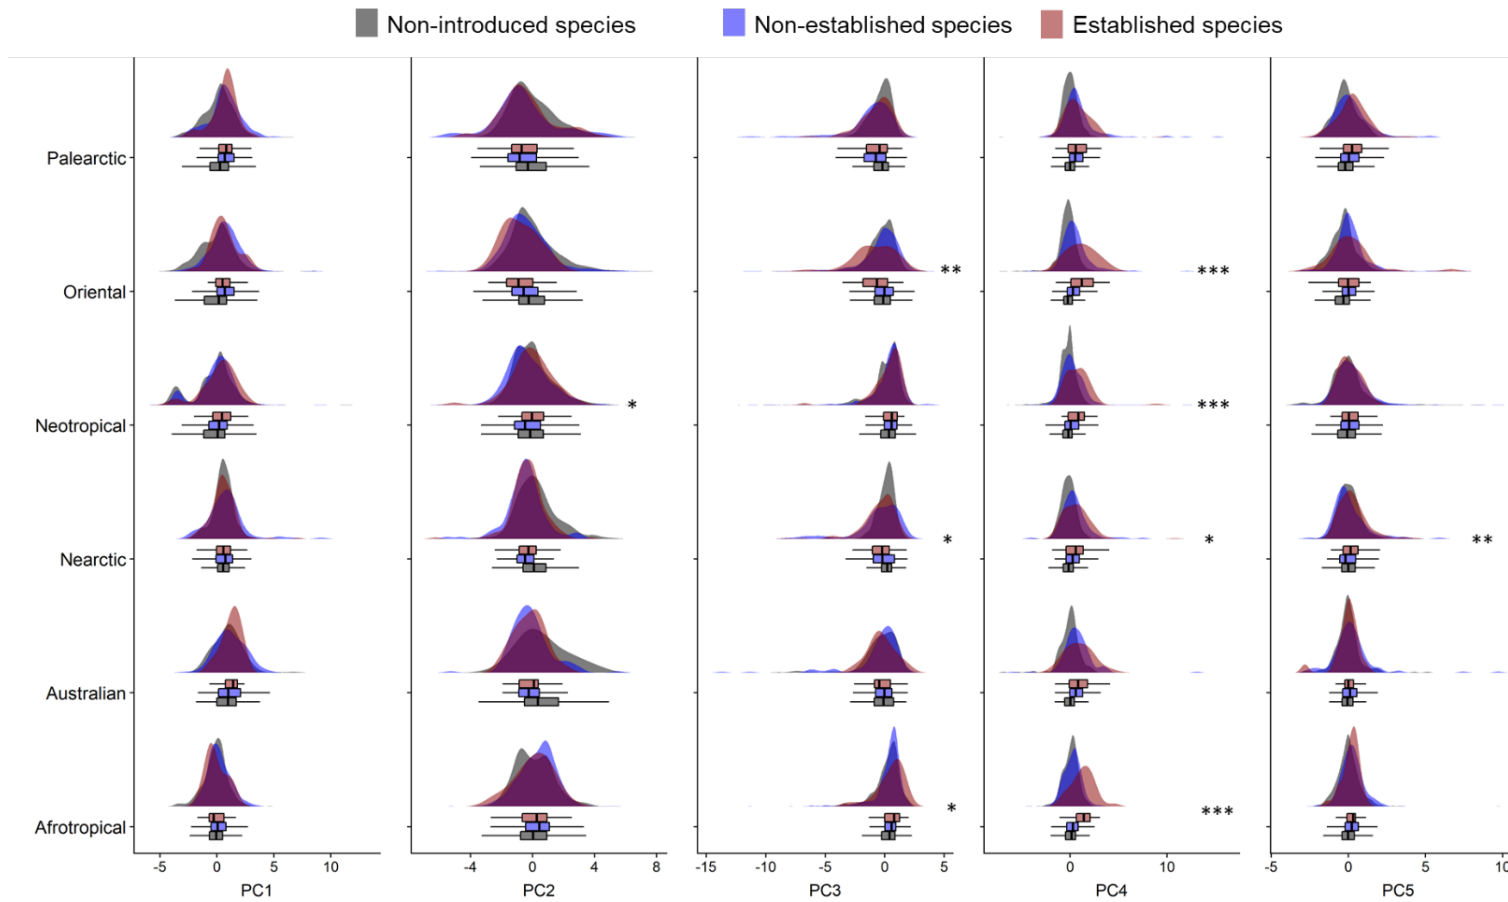 Non-introduced species Non-established species Established species
Palearctic
Oriental ** ***
Neotropical * ***
Nearctic * * **
Australian
Afrotropical * ***
-5 0 5 10 -4 0 4 8 -15 -10 -5 0 5 0 10 -5 0 5 10
PC1 PC2 PC3 PC4 PC5